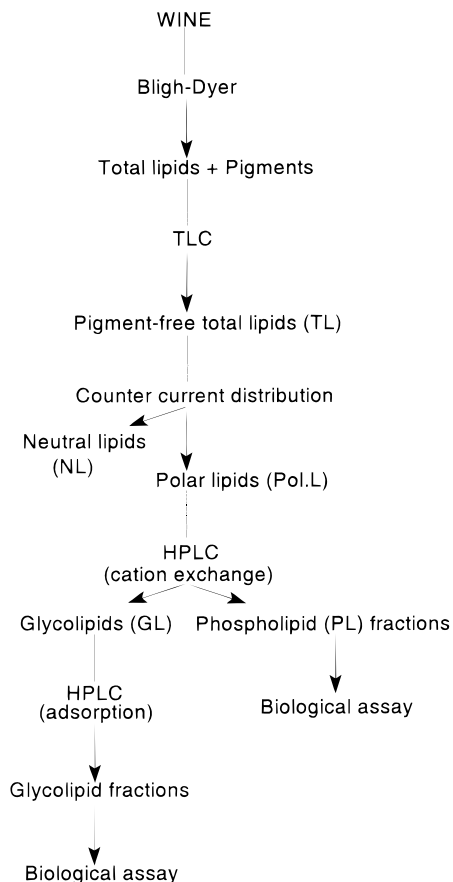 WINE
Bligh-Dyer
Total lipids + Pigments
TLC
Pigment-free total lipids (TL)
Counter current distribution
Neutral lipids
(NL)
Polar lipids (Pol.L)
HPLC
(cation exchange)
Glycolipids (GL)
Phospholipid (PL) fractions
HPLC
(adsorption)
Biological assay
Glycolipid fractions
Biological assay